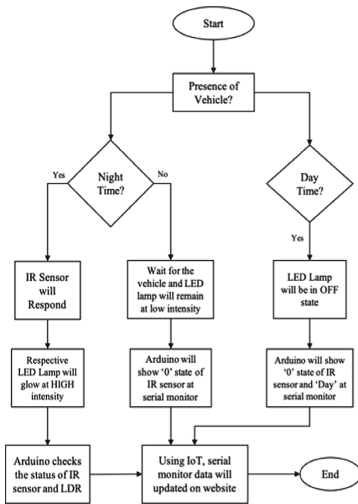 Start
Presence of
Vehicle?
Yes
Night
Time?
No
Day
Time?
Yes
IR Sensor
will
Respond
Wait for the
vehicle and LED
lamp will remain
at low intensity
LED Lamp
will be in OFF
state
Respective
LED Lamp will
glow at HIGH
intensity
Arduino will
show ‘0’ state of
IR sensor at
serial monitor
Arduino will show
‘0’ state of IR
sensor and ‘Day’ at
serial monitor
Arduino checks
the status of IR
sensor and LDR
Using IoT, serial
monitor data will
updated on website
End